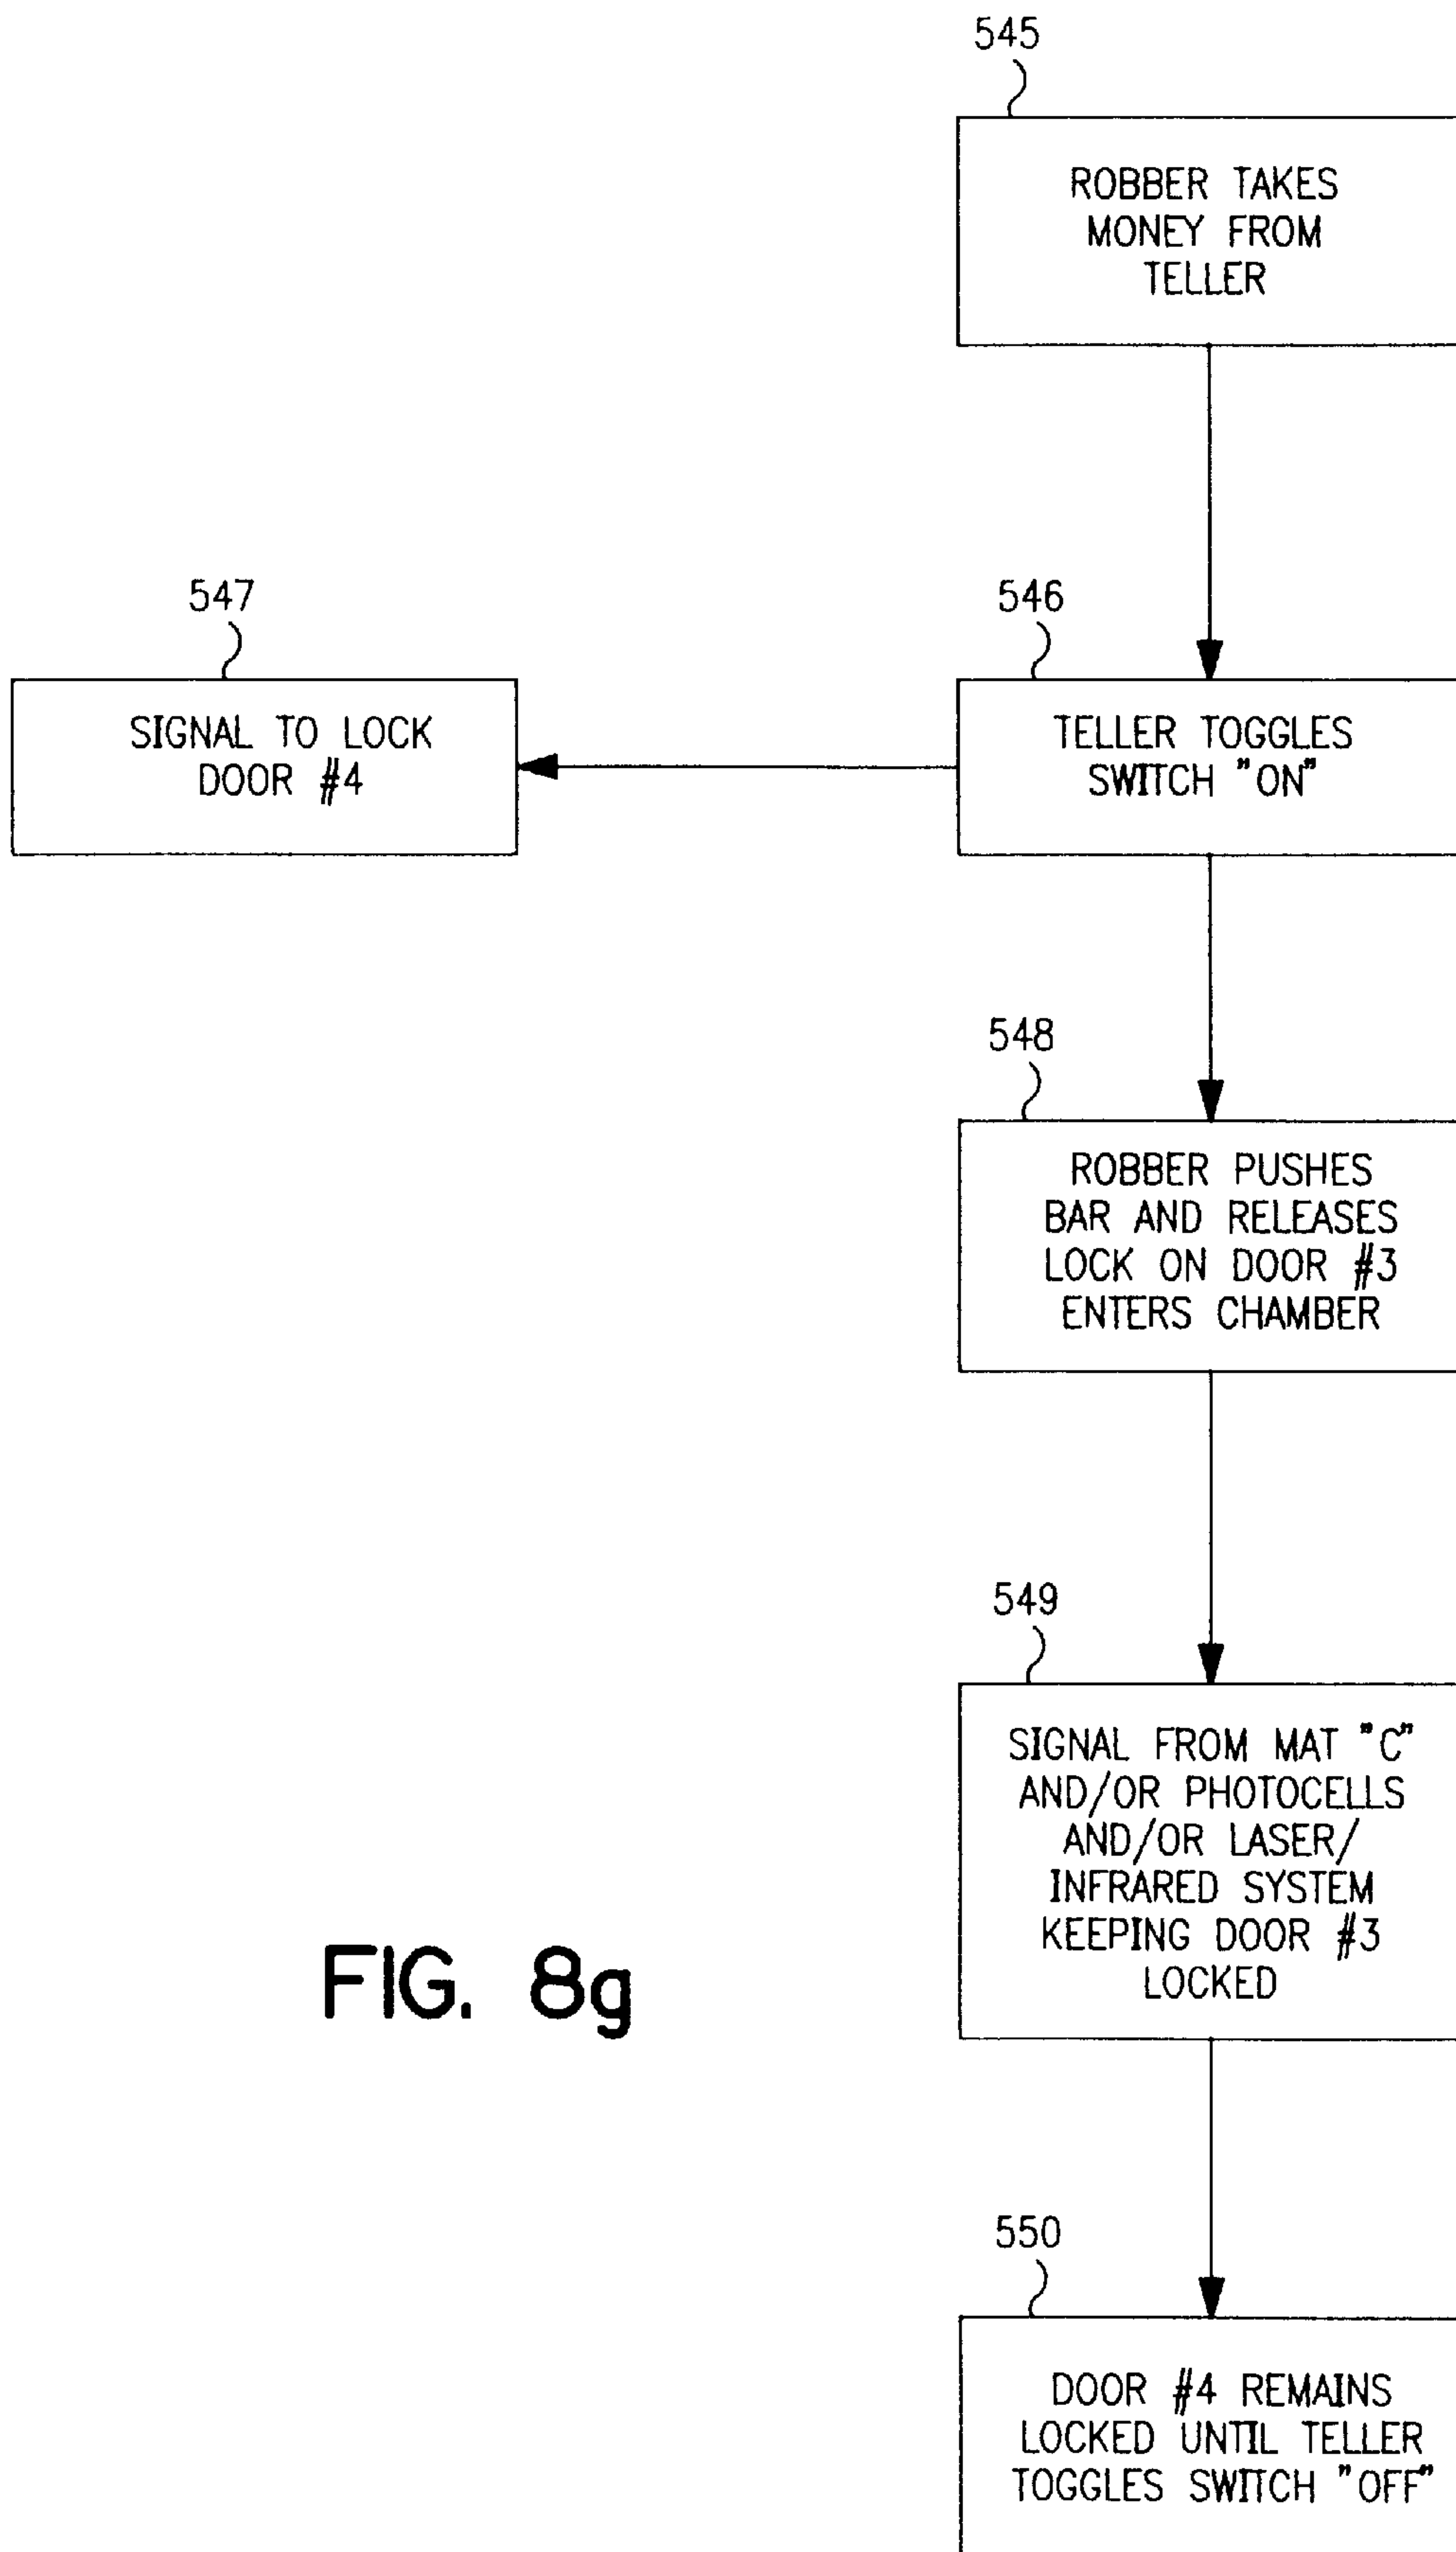 545
ROBBER TAKES
MONEY FROM
TELLER
547
SIGNAL TO LOCK
DOOR #4
546
TELLER TOGGLES
SWITCH "ON"
548
ROBBER PUSHES
BAR AND RELEASES
LOCK ON DOOR #3
ENTERS CHAMBER
549
SIGNAL FROM MAT "C"
AND/OR PHOTOCELLS
AND/OR LASER/
INFRARED SYSTEM
KEEPING DOOR #3
LOCKED
FIG. 8g
550
DOOR #4 REMAINS
LOCKED UNTIL TELLER
TOGGLES SWITCH "OFF"